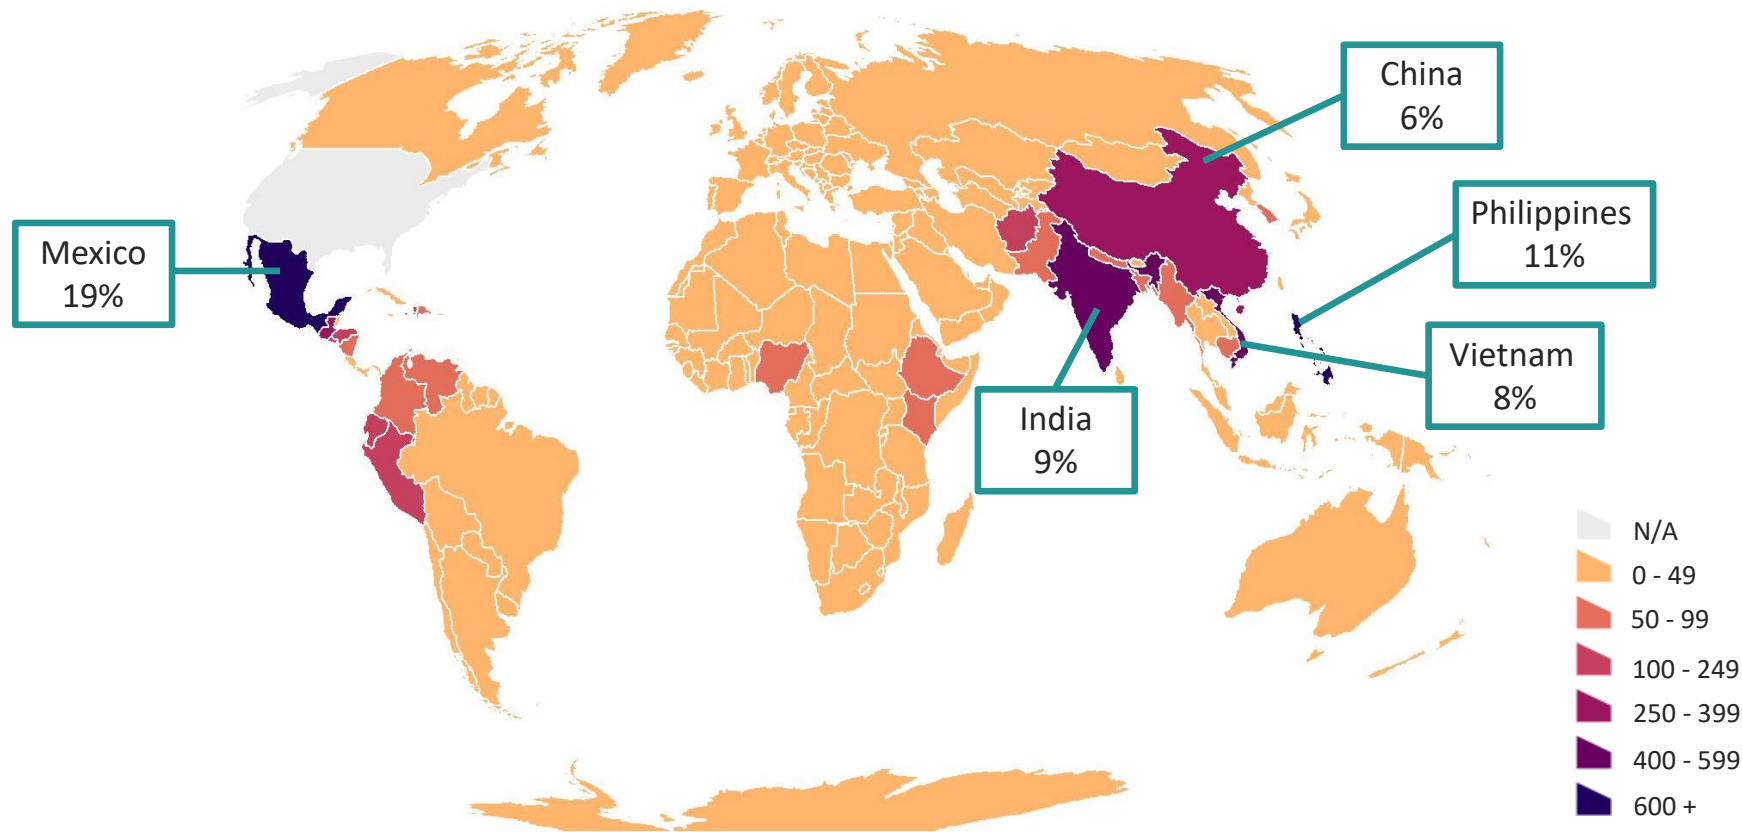 China
6%
Philippines
11%
Mexico
19%
Vietnam
8%
India
9%
N/A
0 - 49
50 - 99
100 - 249
250 - 399
400 - 599
600 +